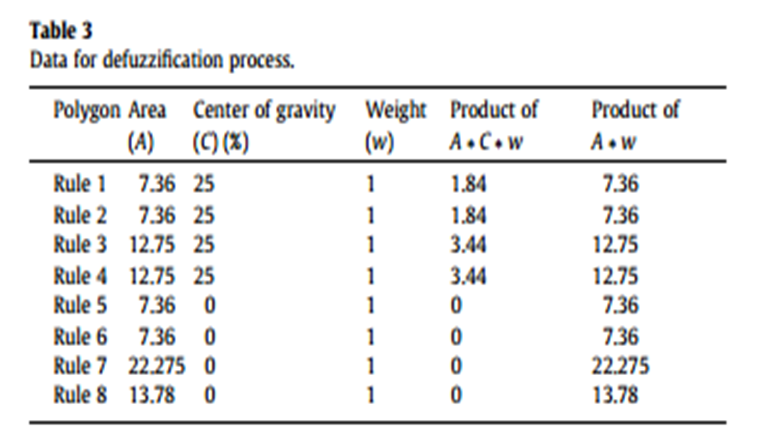 Table 3
Data for defuzzification process.
Polygon Area Center of gravity Weight Product of Product of
(A) (C) (%) (w) A*C*w A*w
Rule 1 7.36 25 1 1.84 7.36
Rule 2 7.36 25 1 1.84 7.36
Rule 3 12.75 25 1 3.44 12.75
Rule 4 12.75 25 1 3.44 12.75
Rule 5 7.36 0 1 0 7.36
Rule 6 7.36 0 1 0 7.36
Rule 7 22.275 0 1 0 22.275
Rule 8 13.78 0 1 0 13.78